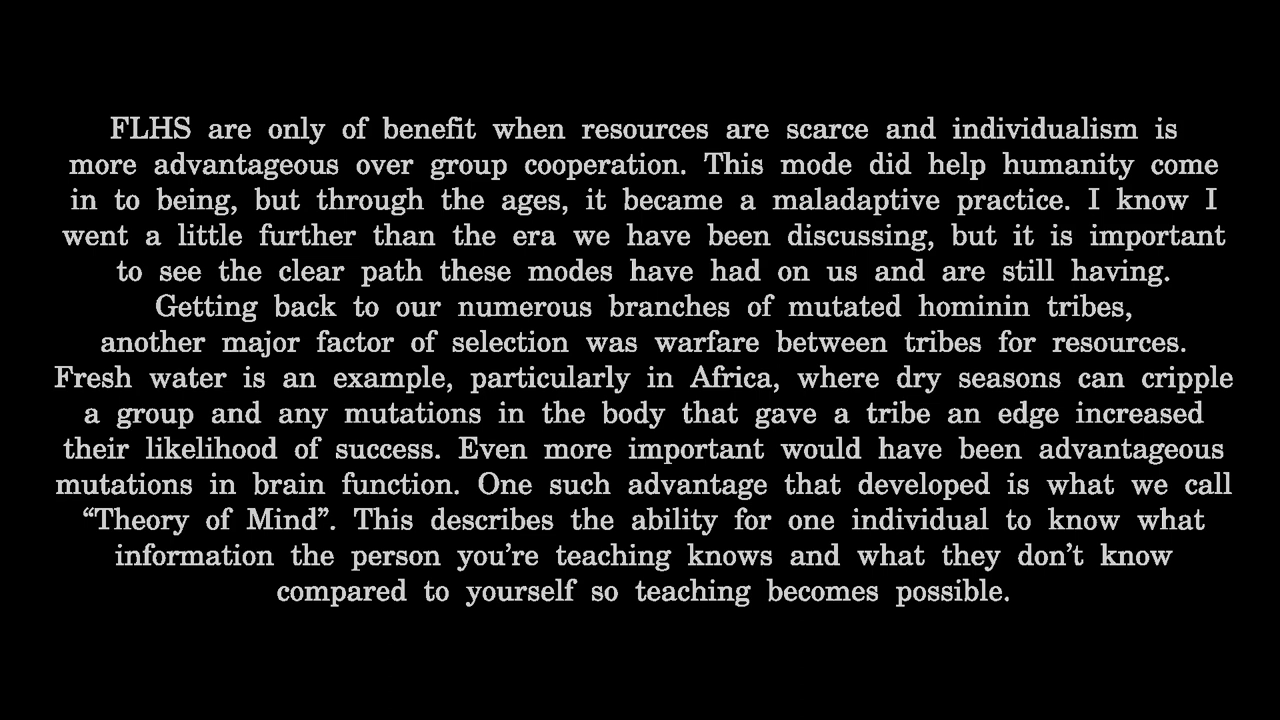 FLHS are only of benefit when resources are scarce and individualism is
more advantageous over group cooperation. This mode did help humanity come
in to being, but through the ages, it became a maladaptive practice. I know I
went a little further than the era we have been discussing, but it is important
to see the clear path these modes have had on us and are still having.
Getting back to our numerous branches of mutated hominin tribes,
another major factor of selection was warfare between tribes for resources.
Fresh water is an example, particularly in Africa, where dry seasons can cripple
a group and any mutations in the body that gave a tribe an edge increased
their likelihood of success. Even more important would have been advantageous
mutations in brain function. One such advantage that developed is what we call
“Theory of Mind”. This describes the ability for one individual to know what
information the person you’re teaching knows and what they don’t know
compared to yourself so teaching becomes possible.